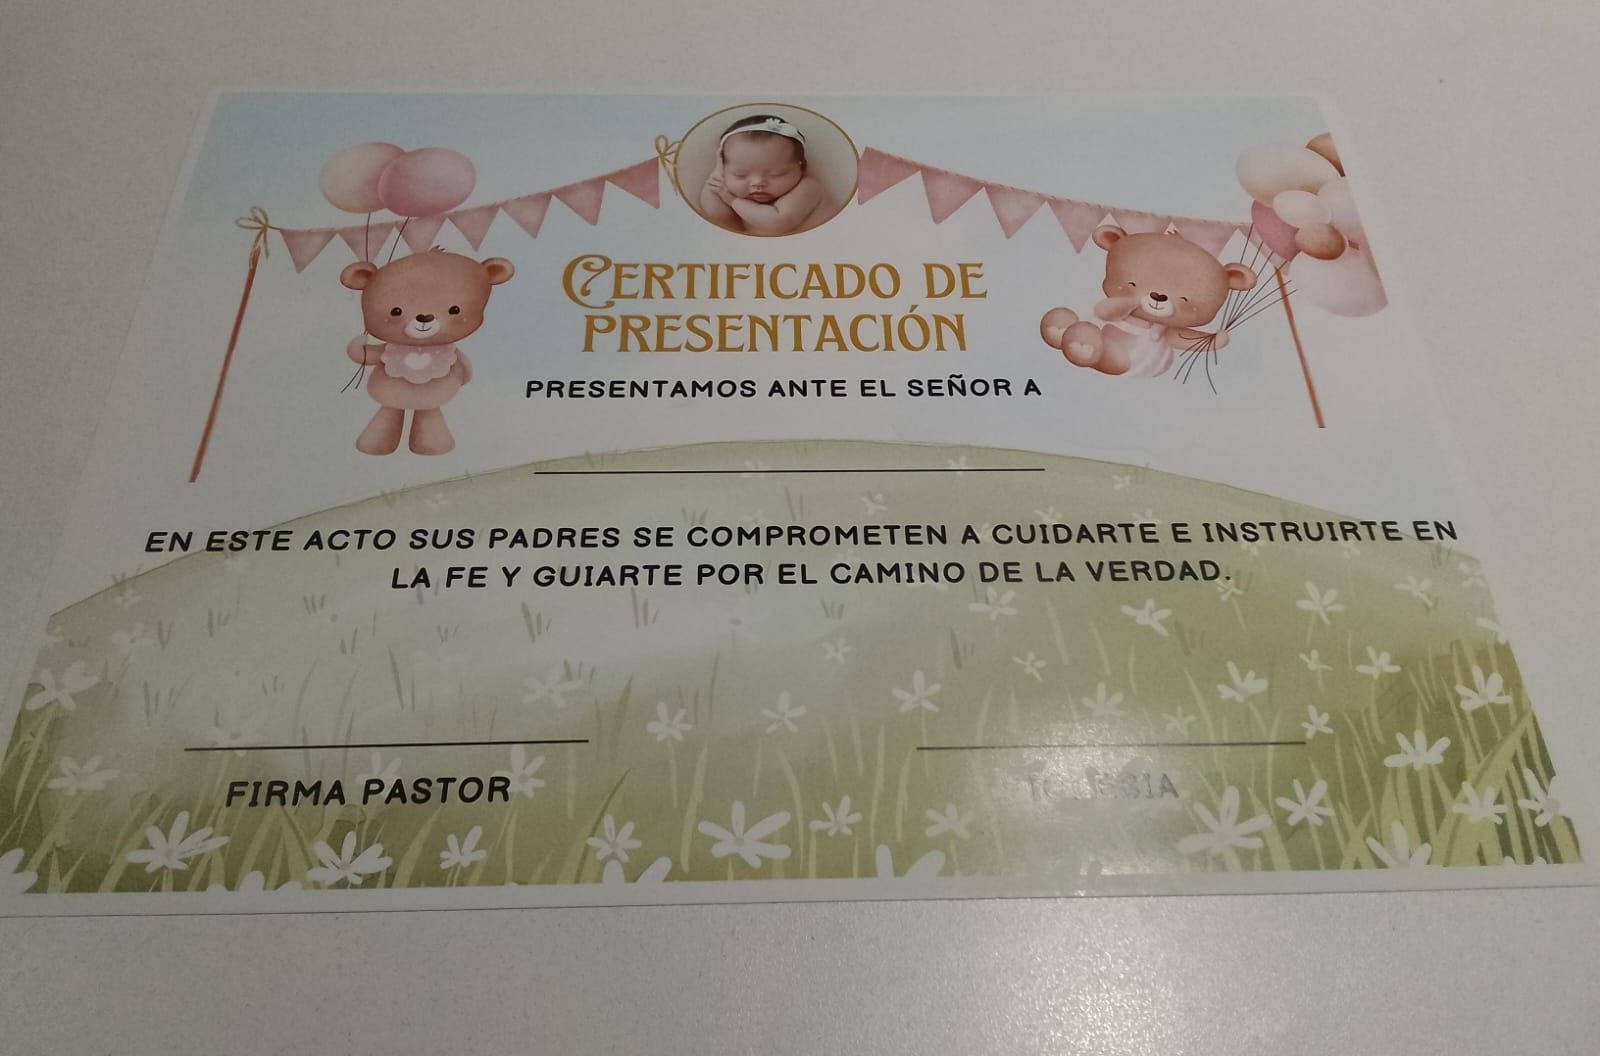 CERTIFICADO DE
PRESENTACIÓN
PRESENTAMOS ANTE EL SEÑOR A
EN ESTE ACTO SUS PADRES SE COMPROMETEN A CUIDARTE E INSTRUIRTE EN
LA FE Y GUIARTE POR EL CAMINO DE LA VERDAD.
FIRMA PASTOR